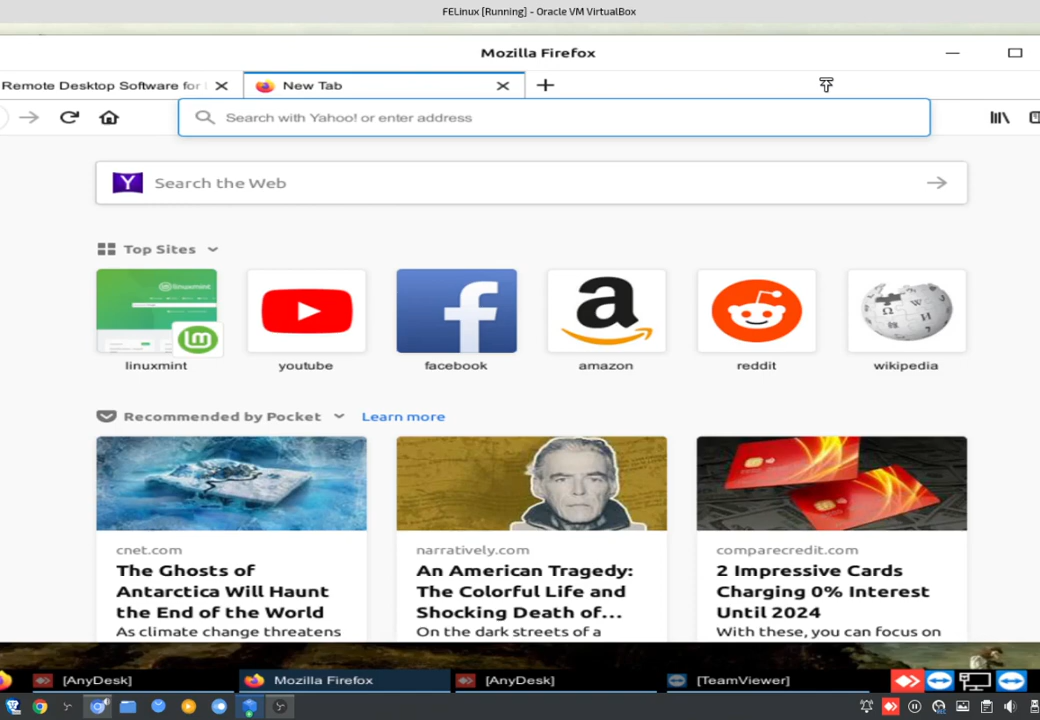 FELinux [Running] - Oracle VM VirtualBox
Mozilla Firefox
Remote Desktop Software for
New Tab
Search with Yahoo! or enter address
Y Search the Web
Top Sites
linuxmint
lm
linuxmint
youtube
facebook
amazon
reddit
wikipedia
Recommended by Pocket Learn more
cnet.com
The Ghosts of
Antarctica Will Haunt
the End of the World
As climate change threatens
narratively.com
An American Tragedy:
The Colorful Life and
Shocking Death of...
On the dark streets of a
comparecredit.com
2 Impressive Cards
Charging 0% Interest
Until 2024
With these, you can focus on
[AnyDesk]
Mozilla Firefox
[AnyDesk]
[TeamViewer]